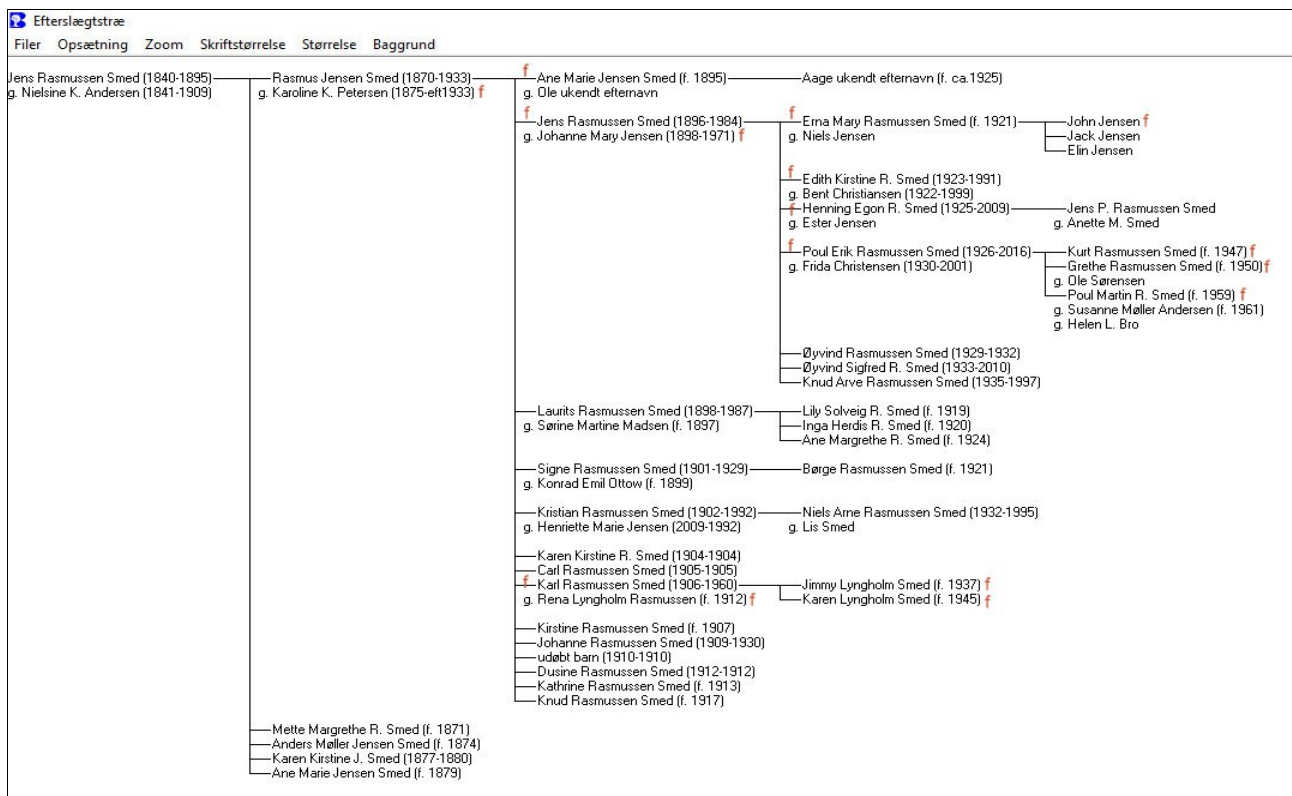 Efterslægtstræ
Filer Opsætning Zoom Skriftstørrelse Størrelse Baggrund
Jens Rasmussen Smed (1840-1895) Rasmus Jensen Smed (1870-1933) f Ane Marie Jensen Smed (f. 1895) Aage ukendt efternavn (f. ca.1925)
g. Nielsine K. Andersen (1841-1909) g. Karoline K. Petersen (1875-eft1933) f g. Ole ukendt efternavn
f Jens Rasmussen Smed (1896-1984) f Erna Mary Rasmussen Smed (f. 1921) John Jensen f
g. Johanne Mary Jensen (1898-1971) f g. Niels Jensen Jack Jensen
Elin Jensen
f Edith Kirstine R. Smed (1923-1991)
g. Bent Christiansen (1922-1999)
f Henning Egon R. Smed (1925-2009) Jens P. Rasmussen Smed
g. Ester Jensen g. Anette M. Smed
f Poul Erik Rasmussen Smed (1926-2016) Kurt Rasmussen Smed (f. 1947) f
g. Frida Christensen (1930-2001) Grethe Rasmussen Smed (f. 1950) f
g. Ole Sørensen
Poul Martin R. Smed (f. 1959) f
g. Susanne Møller Andersen (f. 1961)
g. Helen L. Bro
Øyvind Rasmussen Smed (1929-1932)
Øyvind Sigfred R. Smed (1933-2010)
Knud Arve Rasmussen Smed (1935-1997)
Laurits Rasmussen Smed (1898-1987) Lily Solveig R. Smed (f. 1919)
g. Sørine Martine Madsen (f. 1897) Inga Herdis R. Smed (f. 1920)
Ane Margrethe R. Smed (f. 1924)
Signe Rasmussen Smed (1901-1929) Børge Rasmussen Smed (f. 1921)
g. Konrad Emil Ottow (f. 1899)
Kristian Rasmussen Smed (1902-1992) Niels Arne Rasmussen Smed (1932-1995)
g. Henriette Marie Jensen (2009-1992) g. Lis Smed
Karen Kirstine R. Smed (1904-1904)
Carl Rasmussen Smed (1905-1905)
f Karl Rasmussen Smed (1906-1960) Jimmy Lyngholm Smed (f. 1937) f
g. Rena Lyngholm Rasmussen (f. 1912) f Karen Lyngholm Smed (f. 1945) f
Kirstine Rasmussen Smed (f. 1907)
Johanne Rasmussen Smed (1909-1930)
udøbt barn (1910-1910)
Dusine Rasmussen Smed (1912-1912)
Kathrine Rasmussen Smed (f. 1913)
Knud Rasmussen Smed (f. 1917)
Mette Margrethe R. Smed (f. 1871)
Anders Møller Jensen Smed (f. 1874)
Karen Kirstine J. Smed (1877-1880)
Ane Marie Jensen Smed (f. 1879)